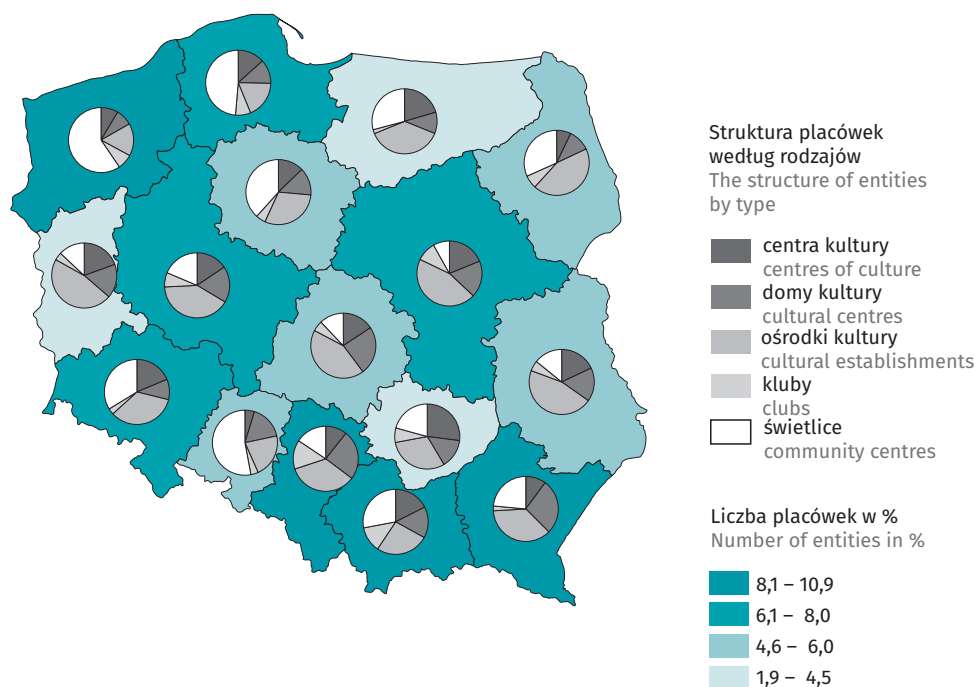 Struktura placówek
według rodzajów
The structure of entities
by type
centra kultury
centres of culture
domy kultury
cultural centres
ośrodki kultury
cultural establishments
kluby
clubs
świetlice
community centres
Liczba placówek w %
Number of entities in %
8,1 – 10,9
6,1 – 8,0
4,6 – 6,0
1,9 – 4,5